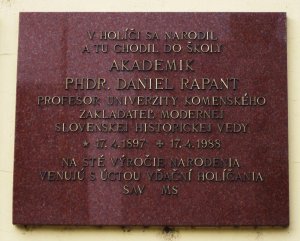 V HOLÍČI SA NARODIL
A TU CHODIL DO ŠKOLY
AKADEMIK
PHDR. DANIEL RAPANT
PROFESOR UNIVERZITY KOMENSKÉHO
ZAKLADATEĽ MODERNEJ
SLOVENSKEJ HISTORICKEJ VEDY
* 17.4.1897 ✢ 17.4.1988
NA STÉ VÝROČIE NARODENIA
VENUJÚ S ÚCTOU VĎAČNÍ HOLÍČANIA
SAV MS